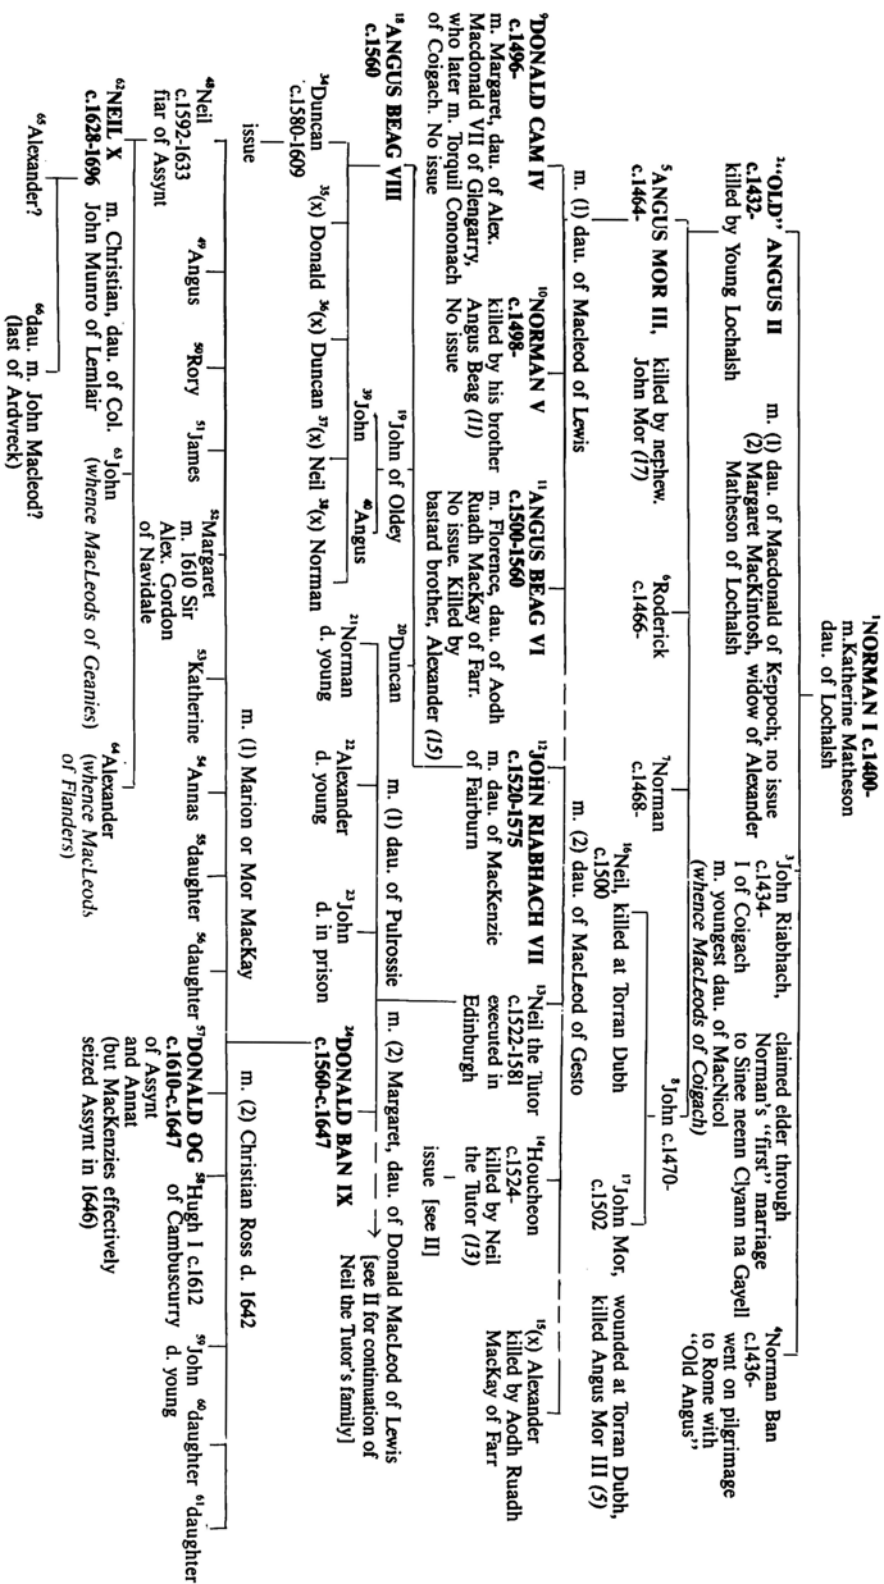 ¹NORMAN I c.1400-
m.Katherine Matheson
dau. of Lochalsh
²"OLD" ANGUS II
c.1432-
killed by Young Lochalsh
m. (1) dau. of Macdonald of Keppoch; no issue
(2) Margaret MacKintosh, widow of Alexander
Matheson of Lochalsh
³John Riabhach,
c.1434-
I of Coigach
claimed elder through
Norman's "first" marriage
to Sinee neenn Clyann na Gayell
m. youngest dau. of MacNicol
(whence MacLeods of Coigach)
⁴Norman Ban
c.1436-
went on pilgrimage
to Rome with
"Old Angus"
⁵ANGUS MOR III,
c.1464-
killed by nephew.
John Mor (17)
⁶Roderick
c.1466-
⁷Norman
c.1468-
⁸John c.1470-
¹⁶Neil, killed at Torran Dubh
c.1500
¹⁷John Mor,
c.1502
wounded at Torran Dubh,
killed Angus Mor III (5)
m. (1) dau. of Macleod of Lewis
m. (2) dau. of MacLeod of Gesto
⁹DONALD CAM IV
c.1496-
m. Margaret, dau. of Alex.
Macdonald VII of Glengarry,
who later m. Torquil Cononach
of Coigach. No issue
¹⁰NORMAN V
c.1498-
killed by his brother
Angus Beag (11)
No issue
¹¹ANGUS BEAG VI
c.1500-1560
m. Florence, dau. of Aodh
Ruadh MacKay of Farr.
No issue. Killed by
bastard brother, Alexander (15)
¹²JOHN RIABHACH VII
c.1520-1575
m. dau. of MacKenzie
of Fairburn
¹³Neil the Tutor
c.1522-1581
executed in
Edinburgh
¹⁴Houcheon
c.1524-
killed by Neil
the Tutor (13)
issue [see II]
¹⁵(x) Alexander
killed by Aodh Ruadh
MacKay of Farr
¹⁸ANGUS BEAG VIII
c.1560
¹⁹John of Oldey
²⁰Duncan
m. (1) dau. of Pulrossie
m. (2) Margaret, dau. of Donald MacLeod of Lewis
³⁹John
⁴⁰Angus
²¹Norman
d. young
²²Alexander
d. young
²³John
d. in prison
²⁴DONALD BAN IX
c.1560-c.1647
[see II for continuation of
Neil the Tutor's family]
³⁴Duncan
c.1580-1609
³⁵(x) Donald
³⁶(x) Duncan
³⁷(x) Neil
³⁸(x) Norman
issue
m. (1) Marion or Mor MacKay
m. (2) Christian Ross d. 1642
⁴⁸Neil
c.1592-1633
fiar of Assynt
⁴⁹Angus
⁵⁰Rory
⁵¹James
⁵²Margaret
m. 1610 Sir
Alex. Gordon
of Navidale
⁵³Katherine
⁵⁴Annas
⁵⁵daughter
⁵⁶daughter
⁵⁷DONALD OG
c.1610-c.1647
of Assynt
and Annat
(but MacKenzies effectively
seized Assynt in 1646)
⁵⁸Hugh I c.1612
of Cambuscurry
⁵⁹John
d. young
⁶⁰daughter
⁶¹daughter
⁶²NEIL X
c.1628-1696
m. Christian, dau. of Col.
John Munro of Lemlair
⁶³John
(whence MacLeods of Geanies)
⁶⁴Alexander
(whence MacLeods
of Flanders)
⁶⁵Alexander?
⁶⁶dau. m. John Macleod?
(last of Ardvreck)